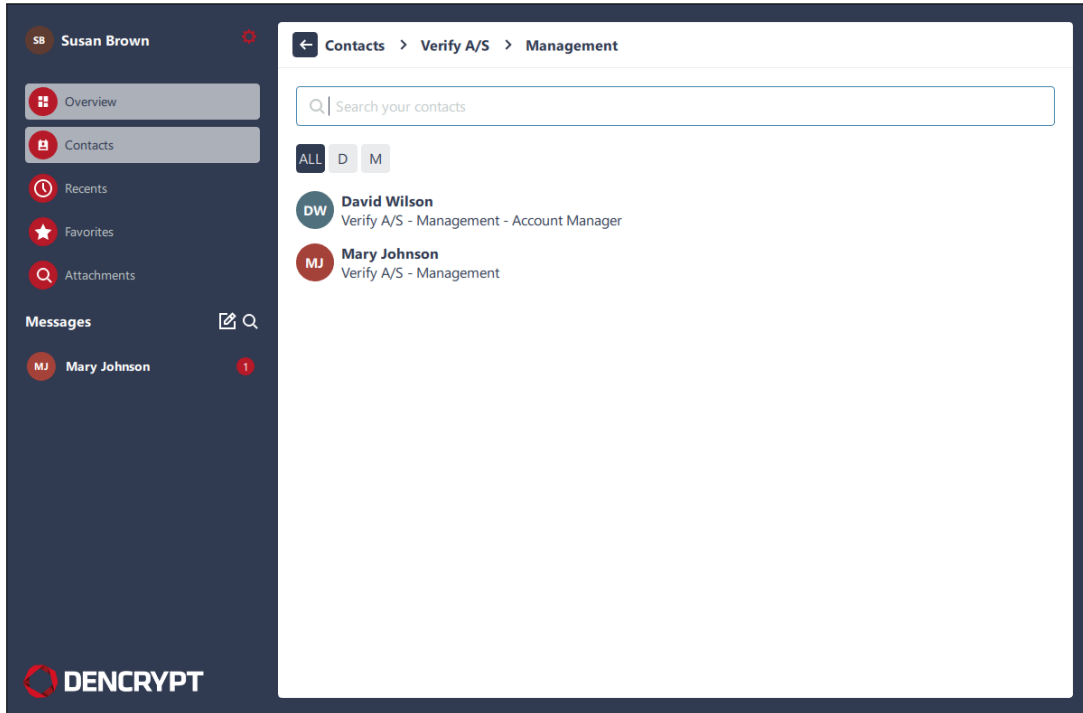 SB Susan Brown
Overview
Contacts
Recents
Favorites
Attachments
Messages
MJ Mary Johnson 1
DENCRYPT
Contacts > Verify A/S > Management
Search your contacts
ALL D M
DW David Wilson
Verify A/S - Management - Account Manager
MJ Mary Johnson
Verify A/S - Management